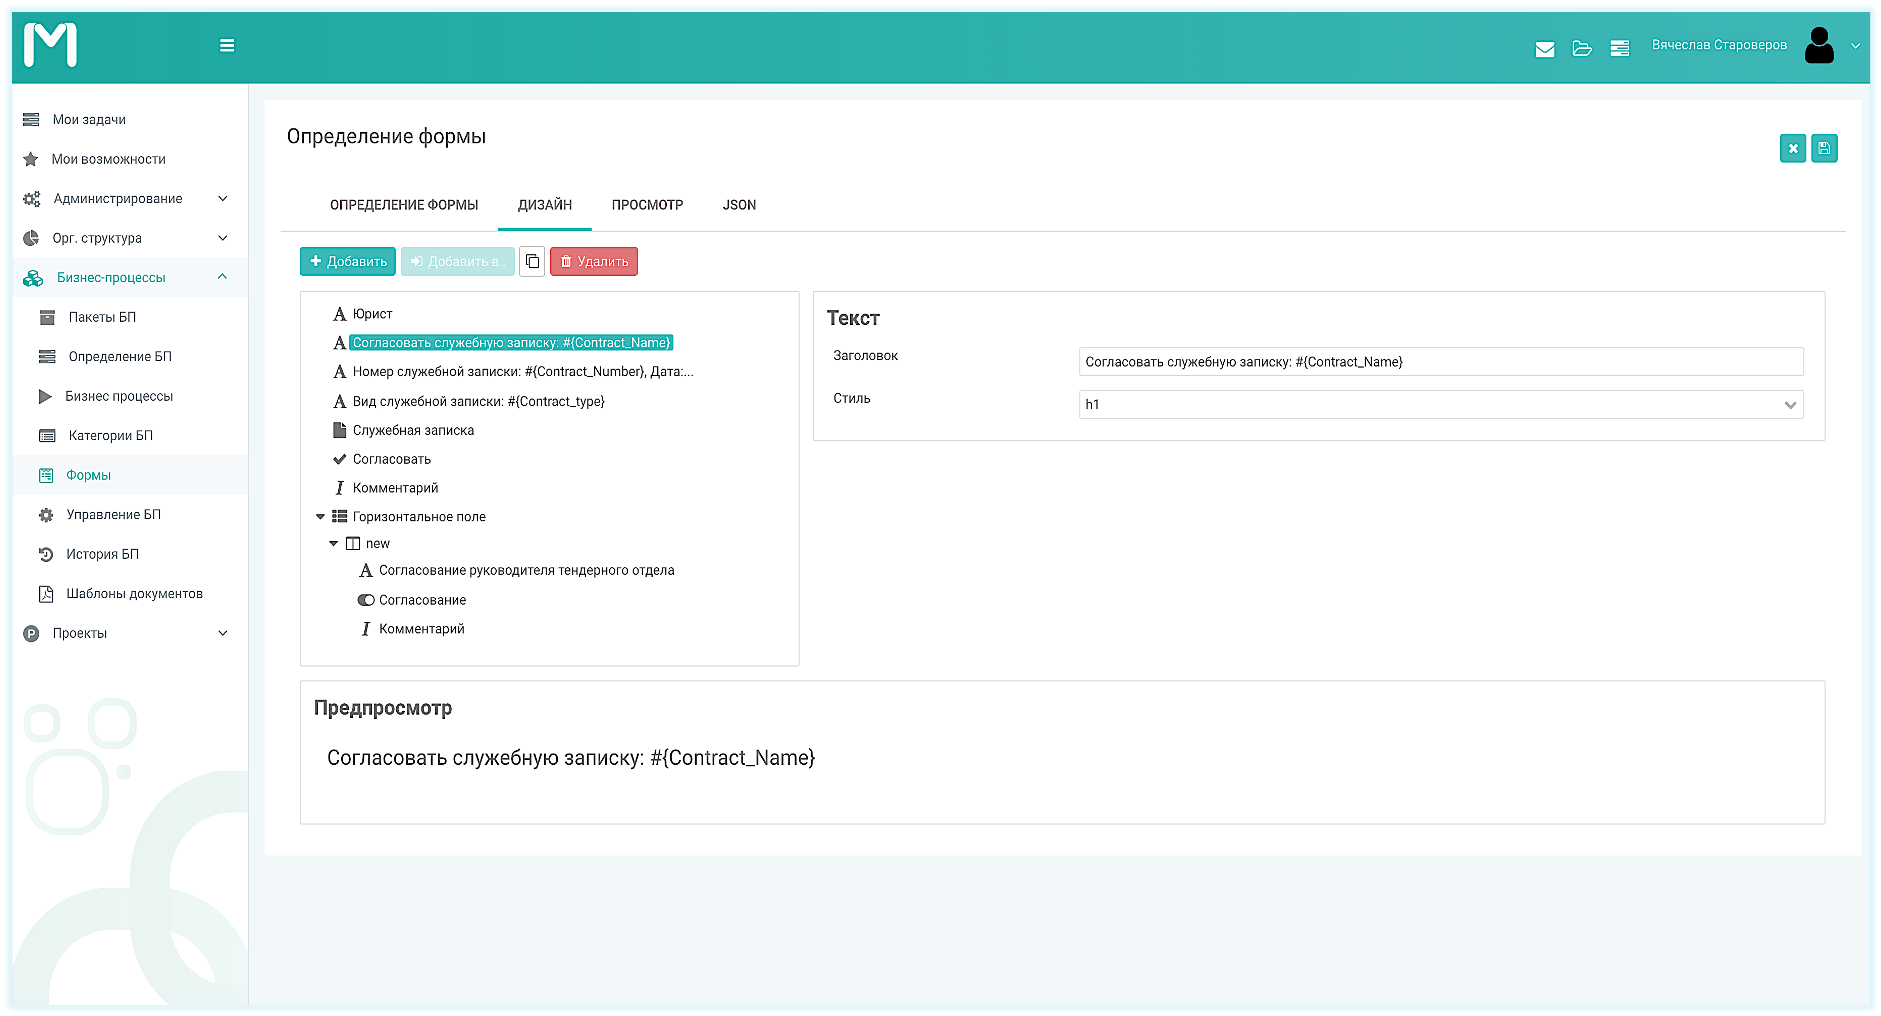 M
Вячеслав Староверов
Мои задачи
Мои возможности
Администрирование
Орг. структура
Бизнес-процессы
Пакеты БП
Определение БП
Бизнес процессы
Категории БП
Формы
Управление БП
История БП
Шаблоны документов
Проекты
Определение формы
ОПРЕДЕЛЕНИЕ ФОРМЫ ДИЗАЙН ПРОСМОТР JSON
Добавить Добавить в.. Удалить
Юрист
Согласовать служебную записку: #{Contract_Name}
Номер служебной записки: #{Contract_Number}, Дата:...
Вид служебной записки: #{Contract_type}
Служебная записка
Согласовать
Комментарий
Горизонтальное поле
new
Согласование руководителя тендерного отдела
Согласование
Комментарий
Текст
Заголовок Согласовать служебную записку: #{Contract_Name}
Стиль h1
Предпросмотр
Согласовать служебную записку: #{Contract_Name}